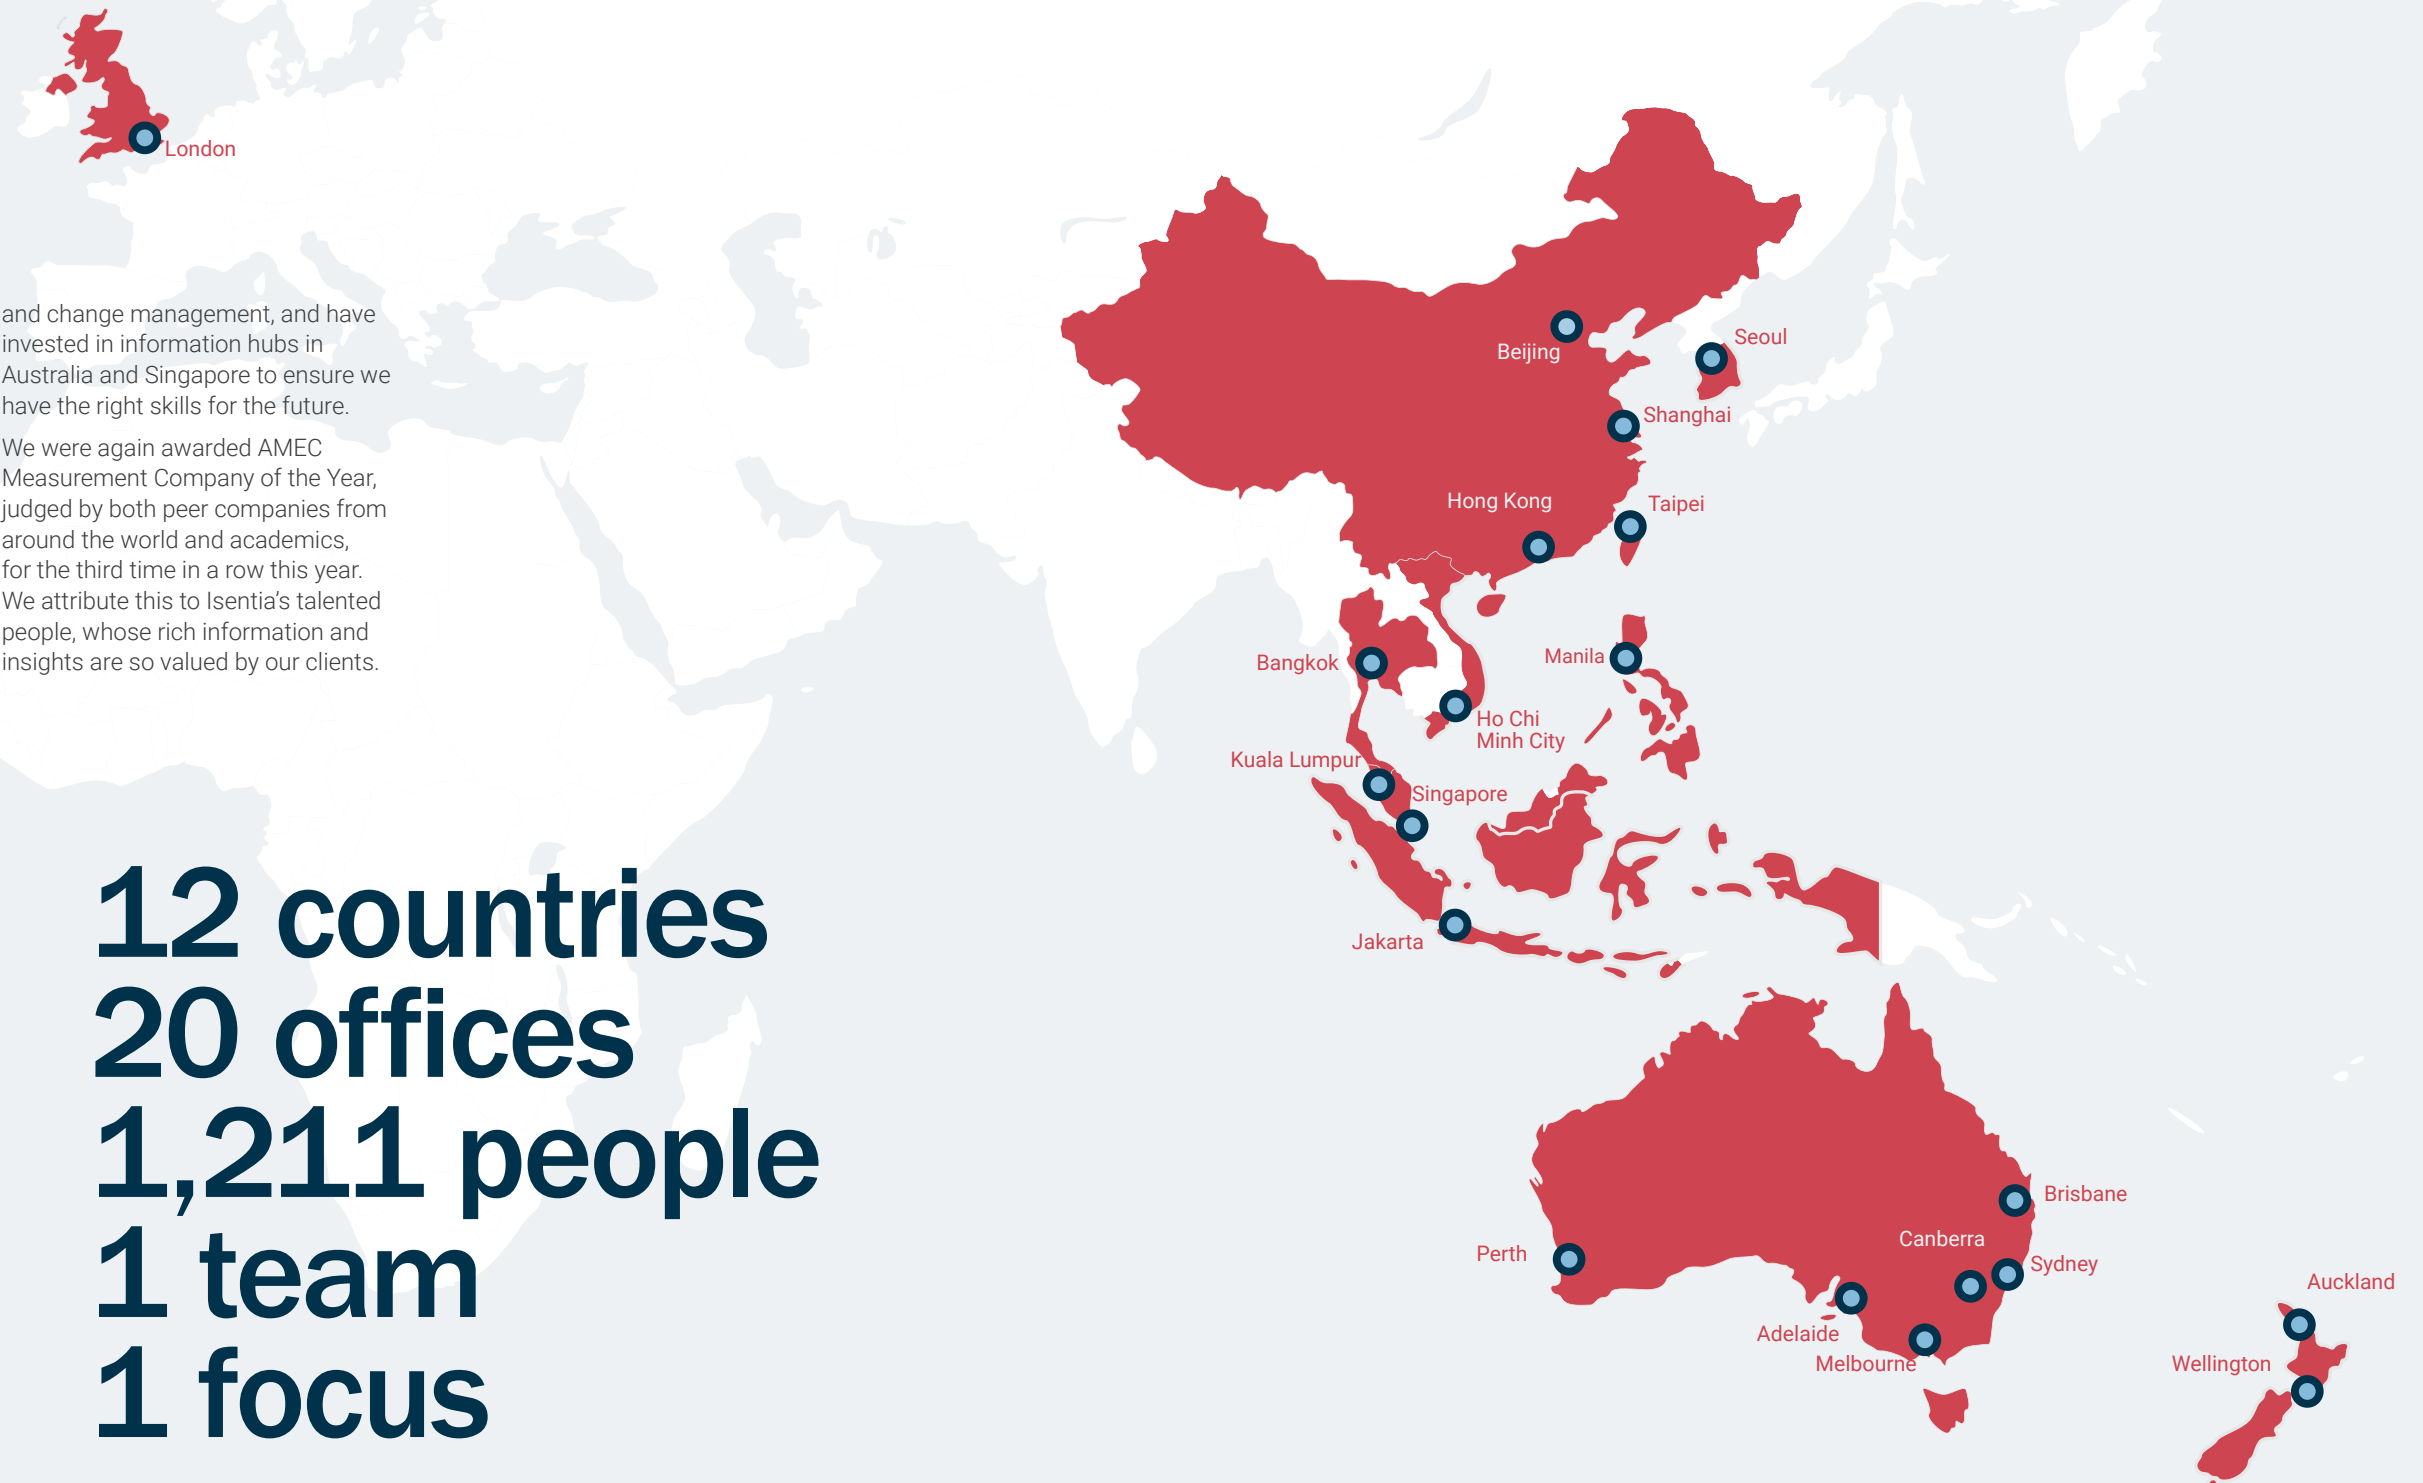 London
and change management, and have
invested in information hubs in
Australia and Singapore to ensure we
have the right skills for the future.
We were again awarded AMEC
Measurement Company of the Year,
judged by both peer companies from
around the world and academics,
for the third time in a row this year.
We attribute this to Isentia’s talented
people, whose rich information and
insights are so valued by our clients.
12 countries
20 offices
1,211 people
1 team
1 focus
Beijing
Seoul
Shanghai
Hong Kong
Taipei
Bangkok
Manila
Ho Chi
Minh City
Kuala Lumpur
Singapore
Jakarta
Brisbane
Canberra
Perth
Sydney
Auckland
Adelaide
Melbourne
Wellington